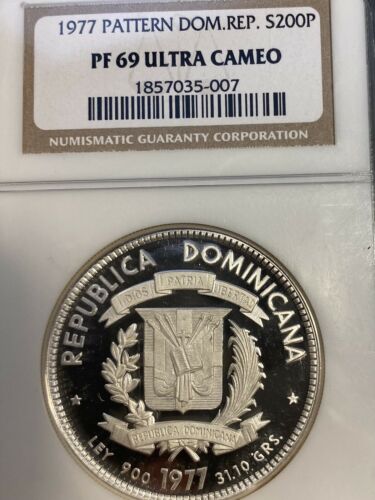 1977 PATTERN DOM.REP. S200P
PF 69 ULTRA CAMEO
1857035-007
NUMISMATIC GUARANTY CORPORATION
REPUBLICA DOMINICANA
DIOS PATRIA LIBERTAD
REPUBLICA DOMINICANA
LEY .900 1977 31.10 GRS.